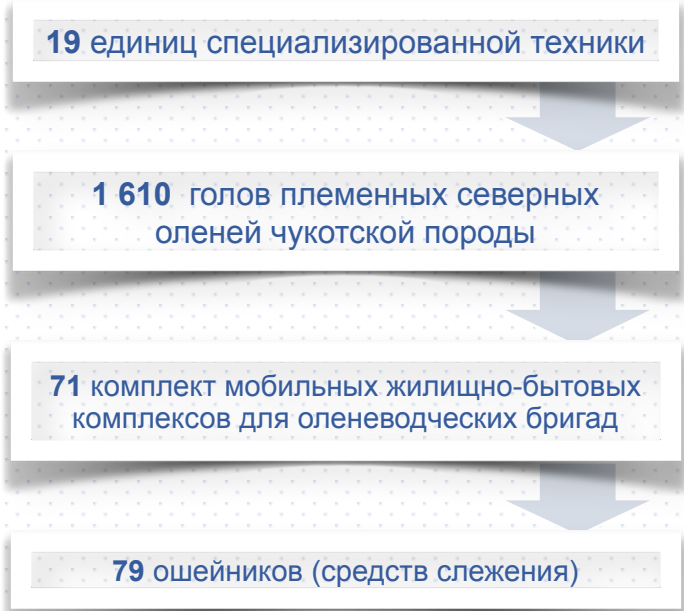 19 единиц специализированной техники
1 610 голов племенных северных
оленей чукотской породы
71 комплект мобильных жилищно-бытовых
комплексов для оленеводческих бригад
79 ошейников (средств слежения)